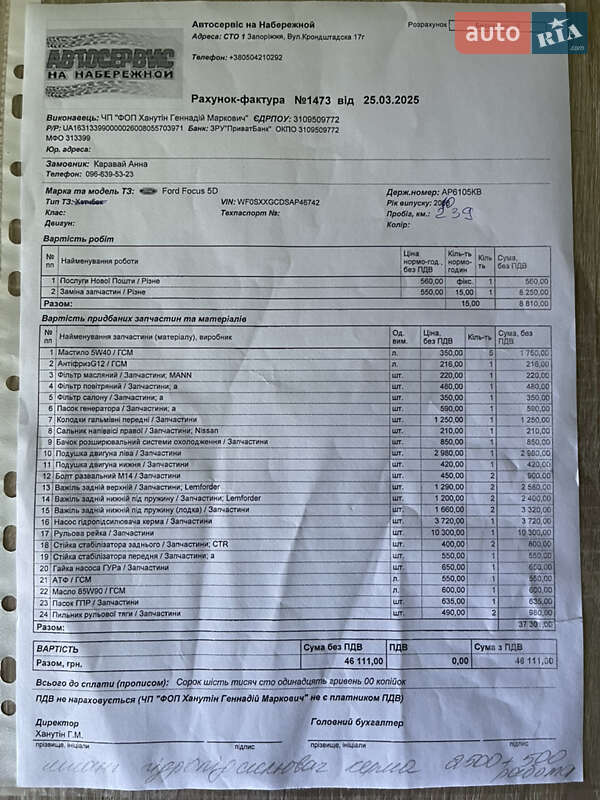 Автосервіс на Набережной
Розрахунок
auto RIA.com
Адреса: СТО 1 Запоріжжя, Вул.Кронштадська 17г
АВТОСЕРВИС
НА НАБЕРЕЖНОЙ
Телефон: +380504210292
Рахунок-фактура №1473 від 25.03.2025
Виконавець: ЧП "ФОП Ханутін Геннадій Маркович" ЄДРПОУ: 3109509772
Р/Р: UA163133990000026008055703971 Банк: ЗРУ"ПриватБанк" ОКПО 3109509772
МФО 313399
Юр. адреса:
Замовник: Каравай Анна
Телефон: 096-639-53-23
Марка та модель ТЗ: Ford Focus 5D Держ.номер: АР6105КВ
Тип ТЗ: Хетчбек VIN: WF0SXXGCDSAP46742 Рік випуску: 2010
Клас: Техпаспорт №: Пробіг, км.: 239
Двигун: Колір:
Вартість робіт
№ пп Найменування роботи Ціна нормо-год., без ПДВ Кіль-ть нормо-годин Кіль ть Сума, без ПДВ
1 Послуги Нової Пошти / Різне 560,00 фікс. 1 560,00
2 Заміна запчастин / Різне 550,00 15,00 1 8 250,00
Разом: 15,00 8 810,00
Вартість придбаних запчастин та матеріалів
№ пп Найменування запчастини (матеріалу), виробник Од. вим. Ціна, без ПДВ Кіль-ть Сума, без ПДВ
1 Мастило 5W40 / ГСМ л. 350,00 5 1 750,00
2 АнтіфризG12 / ГСМ л. 216,00 1 216,00
3 Фільтр масляний / Запчастини; MANN шт. 220,00 1 220,00
4 Фільтр повітряний / Запчастини; а шт. 480,00 1 480,00
5 Фільтр салону / Запчастини; а шт. 350,00 1 350,00
6 Пасок генератора / Запчастини; а шт. 590,00 1 590,00
7 Колодки гальмівні передні / Запчастини шт. 1 250,00 1 1 250,00
8 Сальник напіввісі правої / Запчастини; Nissan шт. 210,00 1 210,00
9 Бачок розширювальний системи охолодження / Запчастини шт. 850,00 1 850,00
10 Подушка двигуна ліва / Запчастини шт. 2 980,00 1 2 980,00
11 Подушка двигуна нижня / Запчастини шт. 420,00 1 420,00
12 Болт развальний М14 / Запчастини шт. 450,00 2 900,00
13 Важіль задній верхній / Запчастини; Lemforder шт. 1 290,00 2 2 580,00
14 Важіль задній нижній під пружину / Запчастини; Lemforder шт. 1 200,00 2 2 400,00
15 Важіль задній нижній під пружину (лодка) / Запчастини шт. 1 660,00 2 3 320,00
16 Насос гідропідсилювача керма / Запчастини шт. 3 720,00 1 3 720,00
17 Рульова рейка / Запчастини шт. 10 300,00 1 10 300,00
18 Стійка стабілізатора заднього / Запчастини; CTR шт. 400,00 2 800,00
19 Стійка стабілізатора передня / Запчастини; а шт. 550,00 1 550,00
20 Гайка насоса ГУРа / Запчастини шт. 650,00 1 650,00
21 АТФ / ГСМ л. 550,00 1 550,00
22 Масло 85W90 / ГСМ л. 600,00 1 600,00
23 Пасок ГПР / Запчастини шт. 635,00 1 635,00
24 Пильник рульової тяги / Запчастини шт. 490,00 2 980,00
Разом: 37 301,00
ВАРТІСТЬ Сума без ПДВ ПДВ Сума з ПДВ
Разом, грн. 46 111,00 0,00 46 111,00
Всього до сплати (прописом): Сорок шість тисяч сто одинадцять гривень 00 копійок
ПДВ не нараховується (ЧП "ФОП Ханутін Геннадій Маркович" не є платником ПДВ)
Директор Головний бухгалтер
Ханутін Г.М.
прізвище, ініціали підпис прізвище, ініціали підпис
гідропідсилювач керма 2500 + 500
робота